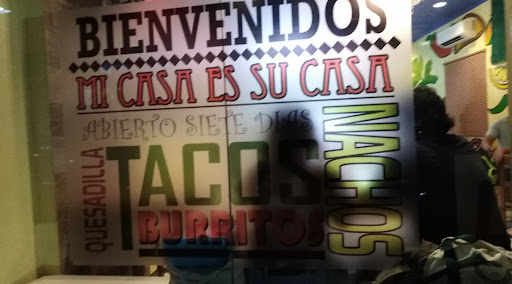 BIENVENIDOS
MI CASA ES SU CASA
ABIERTO SIETE DIAS
QUESADILLA
TACOS
BURRITOS
NACHOS